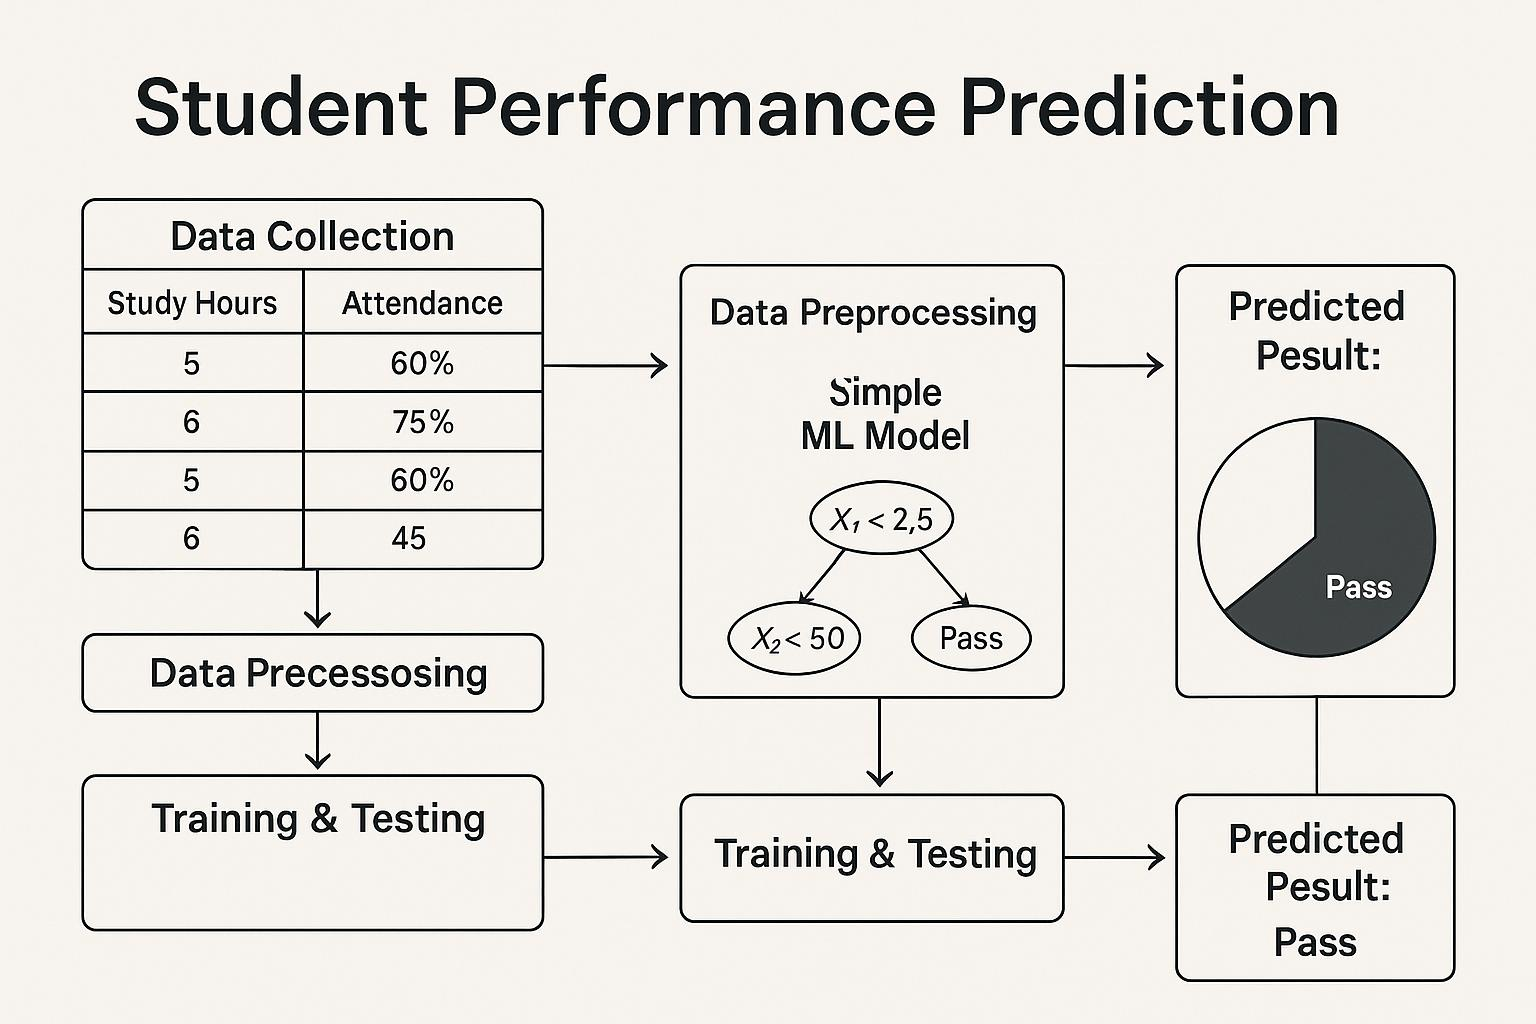 Student Performance Prediction
Data Collection
Study Hours Attendance
5 60%
6 75%
5 60%
6 45
Data Precessosing
Training & Testing
Data Preprocessing
Simple
ML Model
X₁ < 2,5
X₂ < 50 Pass
Training & Testing
Predicted
Pesult:
Pass
Predicted
Pesult:
Pass